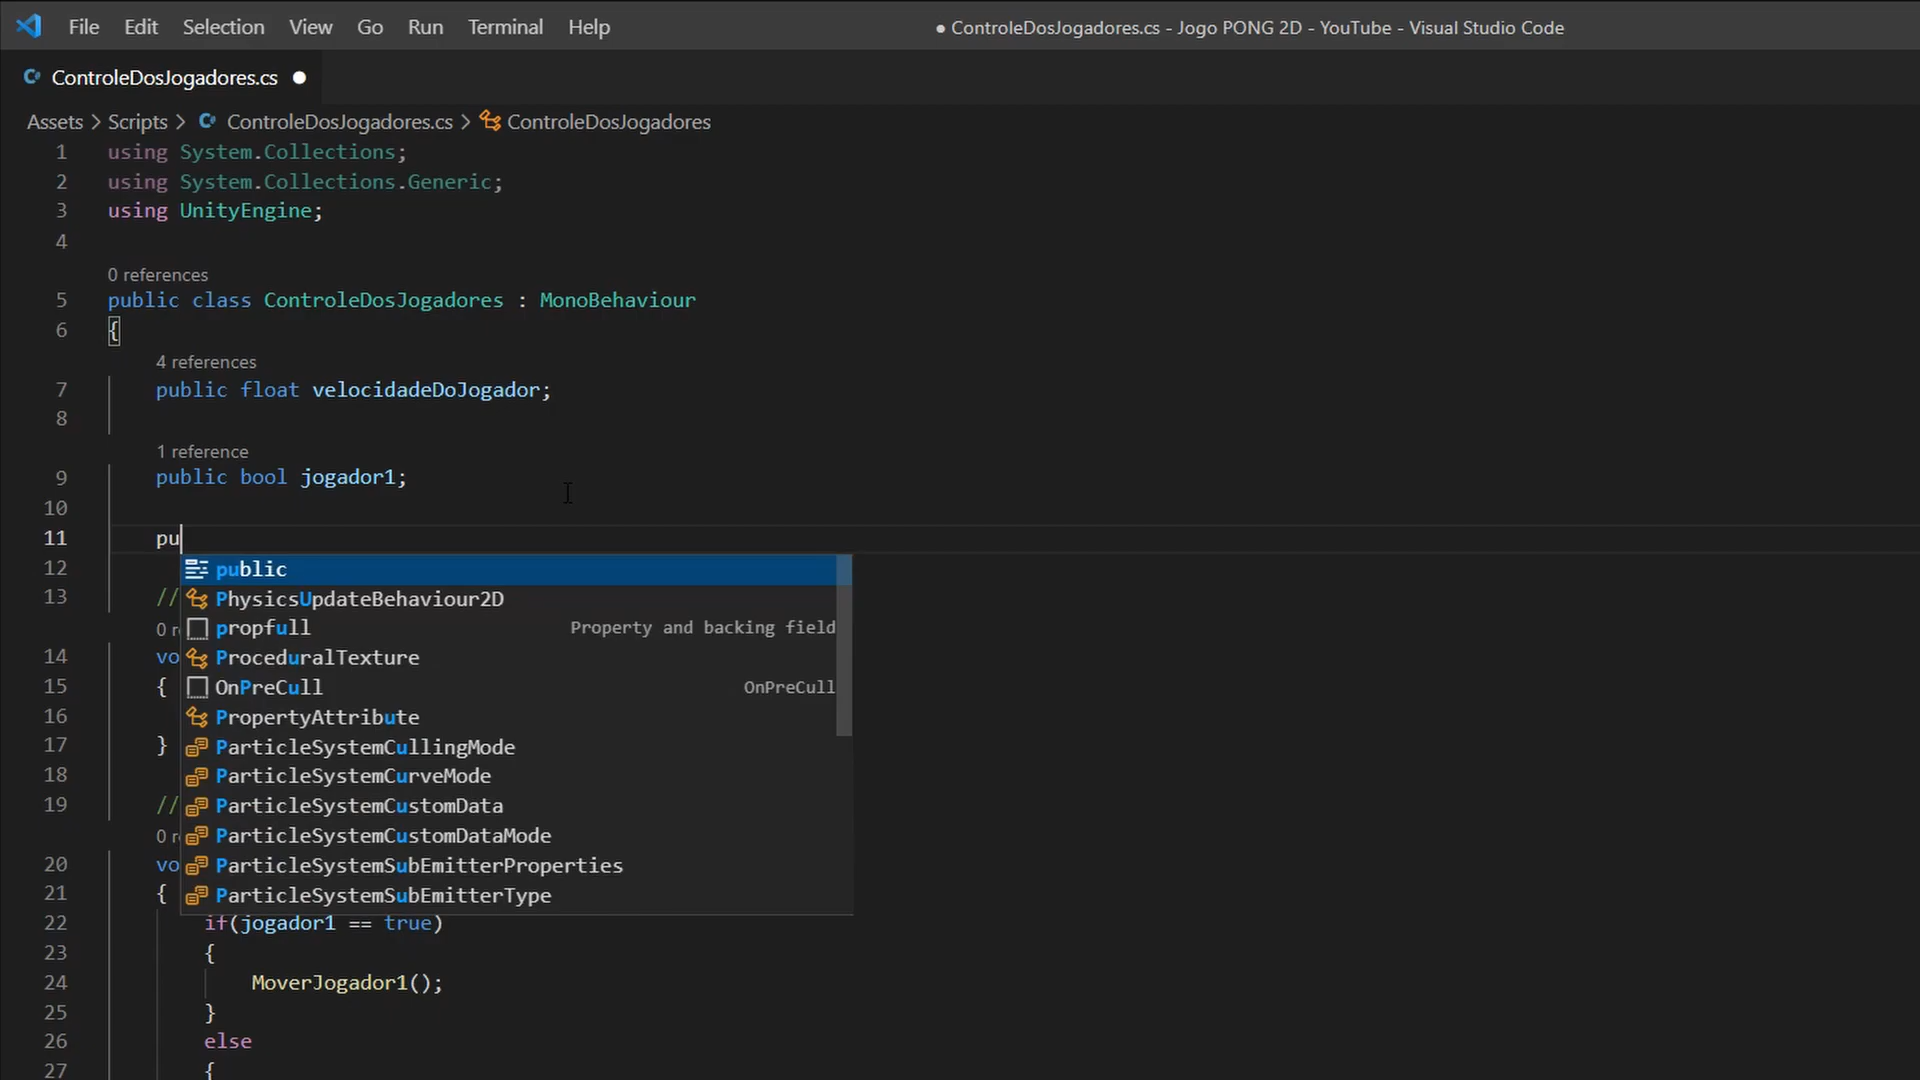 File Edit Selection View Go Run Terminal Help
● ControleDosJogadores.cs - Jogo PONG 2D - YouTube - Visual Studio Code
ControleDosJogadores.cs ●
Assets > Scripts > ControleDosJogadores.cs > ControleDosJogadores
1 using System.Collections;
2 using System.Collections.Generic;
3 using UnityEngine;
4
0 references
5 public class ControleDosJogadores : MonoBehaviour
6 {
4 references
7 public float velocidadeDoJogador;
8
1 reference
9 public bool jogador1;
10
11 pu
12 public
PhysicsUpdateBehaviour2D
13 //
propfull Property and backing field
0 r
14 vo ProceduralTexture
15 { OnPreCull OnPreCull
16 PropertyAttribute
17 } ParticleSystemCullingMode
18 ParticleSystemCurveMode
19 // ParticleSystemCustomData
0 r ParticleSystemCustomDataMode
20 vo ParticleSystemSubEmitterProperties
21 { ParticleSystemSubEmitterType
22 if(jogador1 == true)
23 {
24 MoverJogador1();
25 }
26 else
27 {